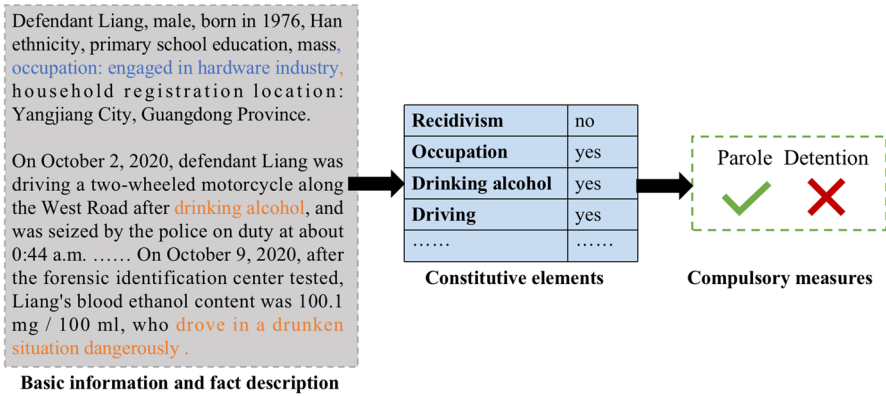 Defendant Liang, male, born in 1976, Han
ethnicity, primary school education, mass,
occupation: engaged in hardware industry,
household registration location:
Yangjiang City, Guangdong Province.
On October 2, 2020, defendant Liang was
driving a two-wheeled motorcycle along
the West Road after drinking alcohol, and
was seized by the police on duty at about
0:44 a.m. …… On October 9, 2020, after
the forensic identification center tested,
Liang's blood ethanol content was 100.1
mg / 100 ml, who drove in a drunken
situation dangerously .
Basic information and fact description
Recidivism no
Occupation yes
Drinking alcohol yes
Driving yes
…… ……
Constitutive elements
Parole Detention
Compulsory measures